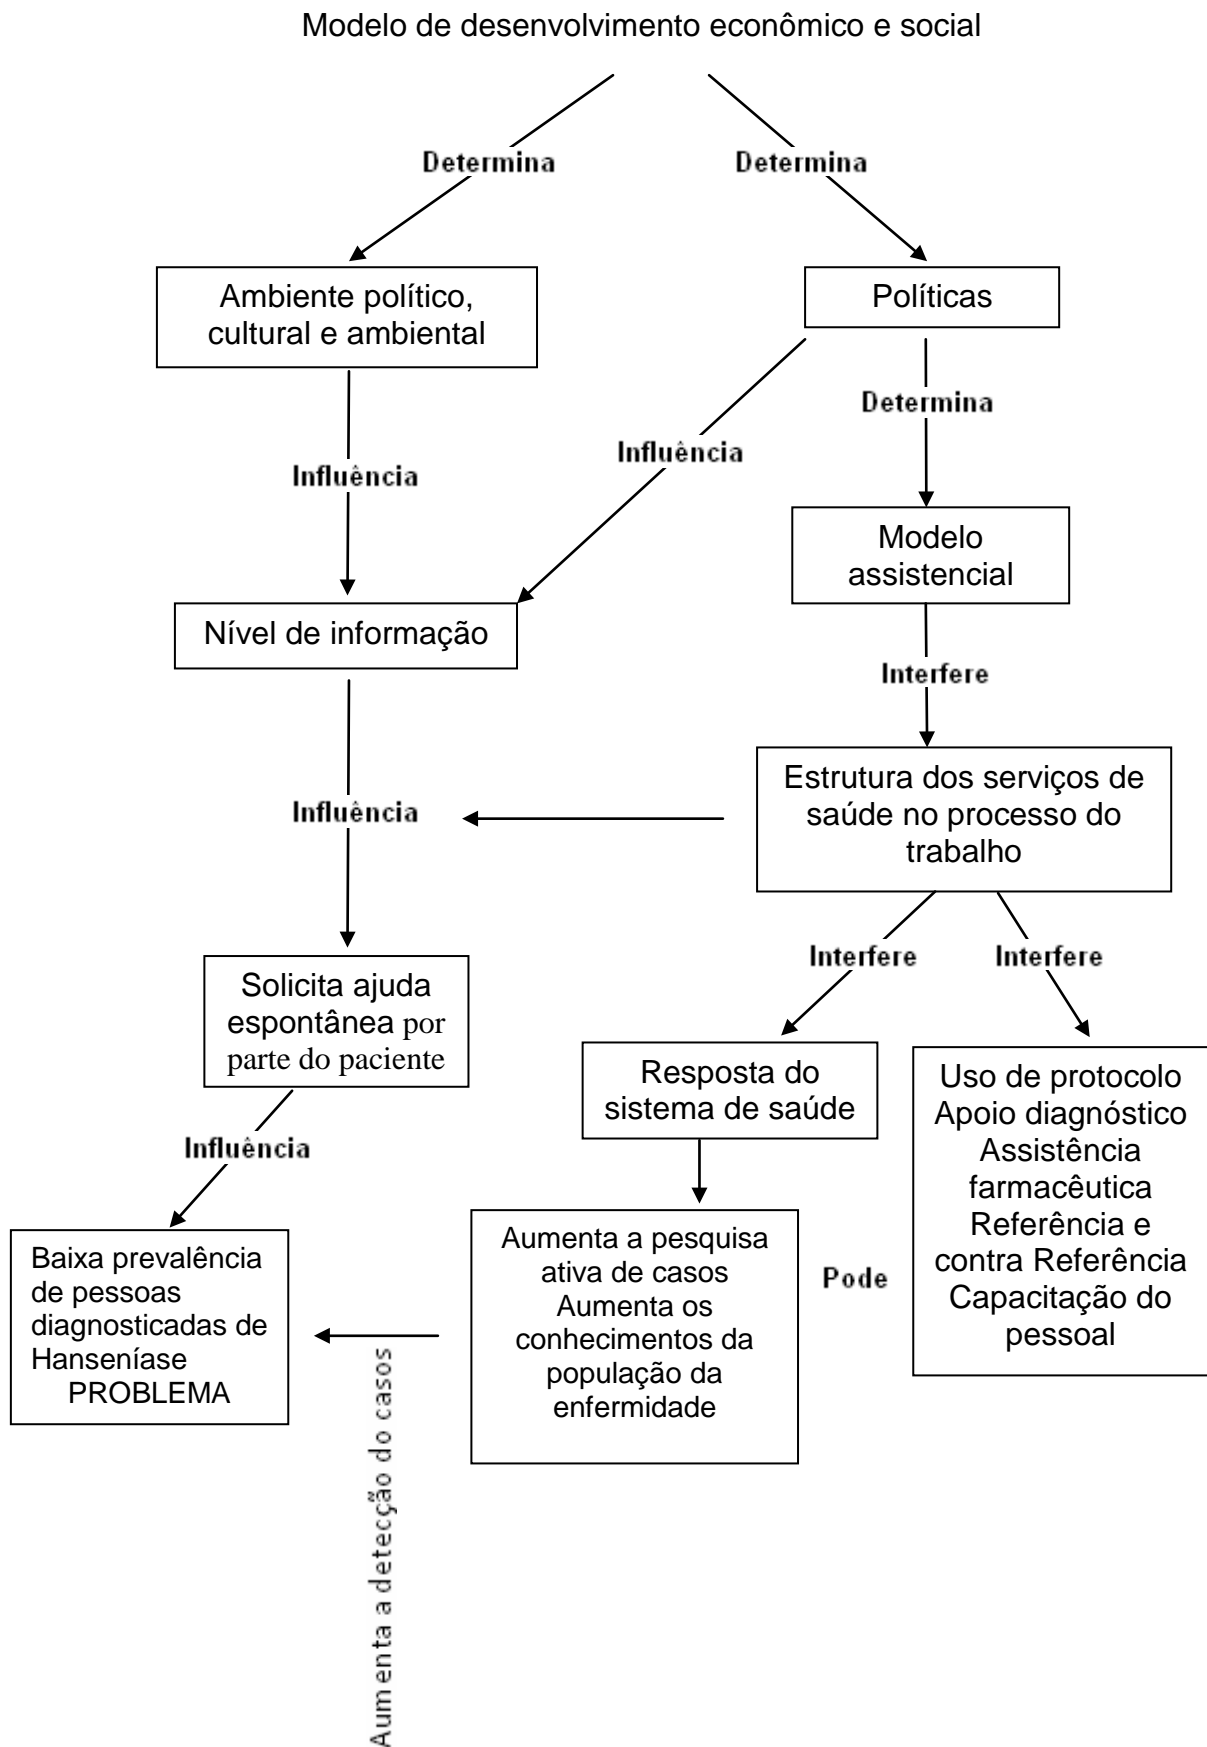 Modelo de desenvolvimento econômico e social
Determina
Determina
Ambiente político,
cultural e ambiental
Políticas
Determina
Influência
Influência
Modelo
assistencial
Nível de informação
Interfere
Estrutura dos serviços de
saúde no processo do
trabalho
Influência
Interfere
Interfere
Solicita ajuda
espontânea por
parte do paciente
Resposta do
sistema de saúde
Uso de protocolo
Apoio diagnóstico
Assistência
farmacêutica
Referência e
contra Referência
Capacitação do
pessoal
Influência
Baixa prevalência
de pessoas
diagnosticadas de
Hanseníase
PROBLEMA
Aumenta a pesquisa
ativa de casos
Aumenta os
conhecimentos da
população da
enfermidade
Pode
Aumenta a detecção do casos